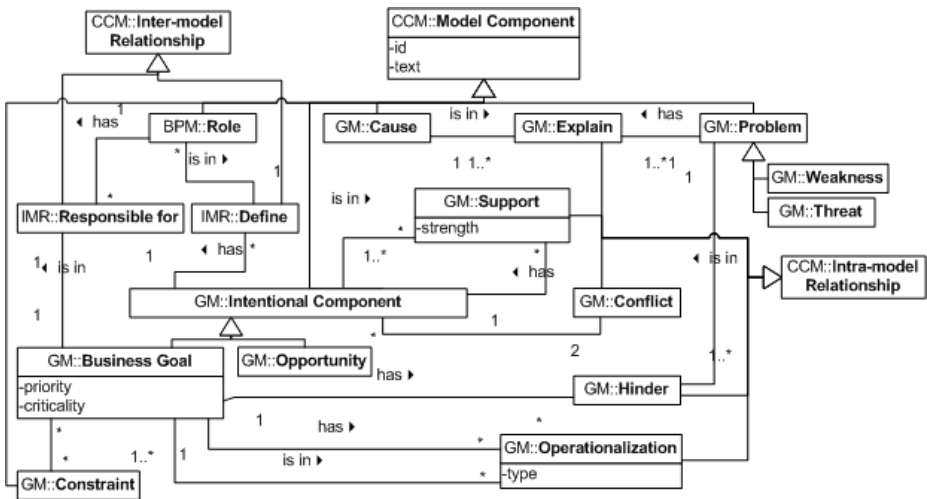 CCM::Inter-model
Relationship
CCM::Model Component
-id
-text
1
◄ has
BPM::Role
is in ►
◄ has
GM::Cause
GM::Explain
GM::Problem
*
is in ►
*
1
1 1..*
1..*1
1
GM::Weakness
GM::Threat
IMR::Responsible for
IMR::Define
is in ►
GM::Support
-strength
1
◄ is in
1
◄ has *
*
1..*
*
◄ has
◄ is in
CCM::Intra-model
Relationship
GM::Intentional Component
GM::Conflict
1
*
1
2
1..*
GM::Business Goal
-priority
-criticality
GM::Opportunity
has ►
GM::Hinder
1
has ►
*
*
*
1..*
1
is in ►
*
*
GM::Operationalization
-type
GM::Constraint